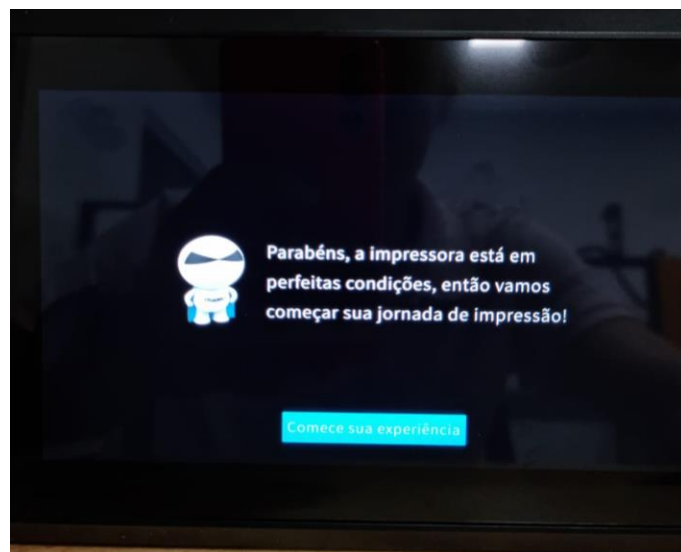 Parabéns, a impressora está em
perfeitas condições, então vamos
começar sua jornada de impressão!
Comece sua experiência